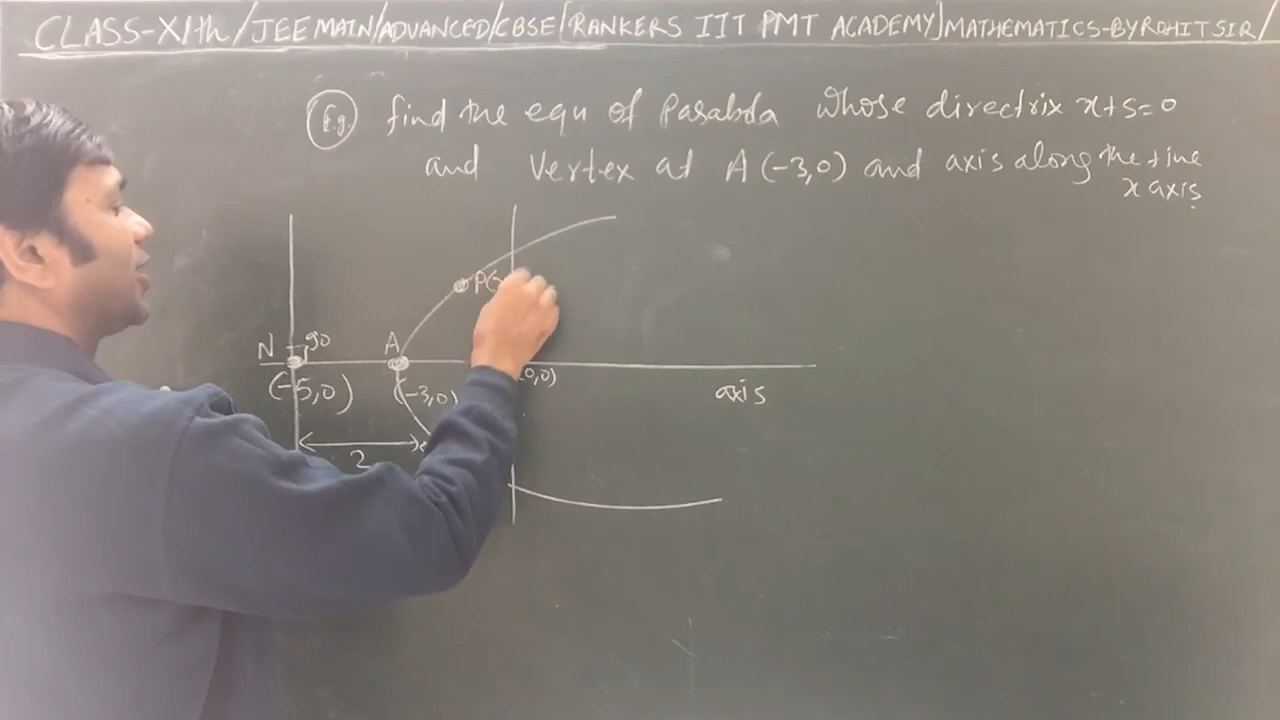 CLASS-XIth/JEE MAIN/ADVANCED/CBSE[RANKERS IIT PMT ACADEMY]MATHEMATICS-BY ROHIT SIR/
E.g. find the equ of Parabola whose directrix x+5=0
and vertex at A(-3,0) and axis along the +ive
x axis
P(
N 90 A
(-5,0) (-3,0) (0,0) axis
2